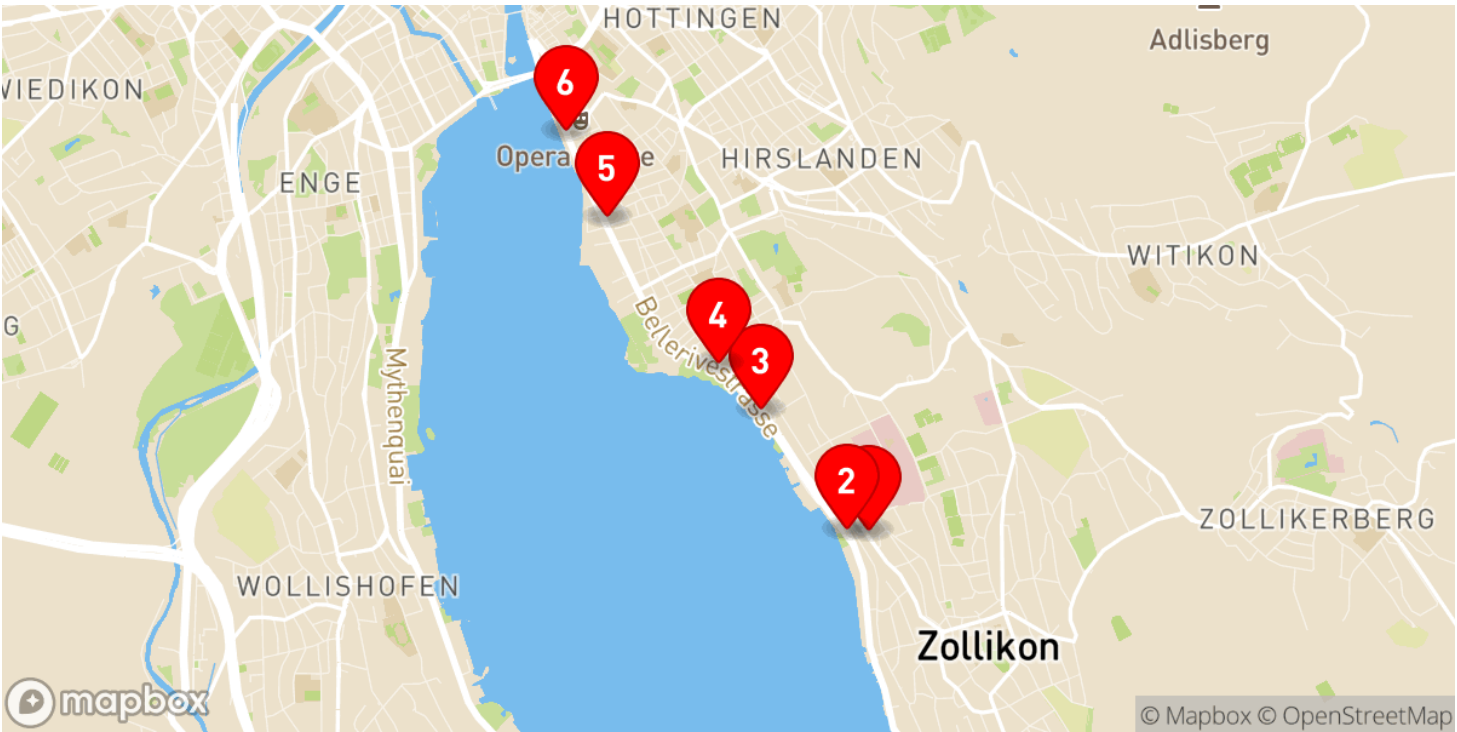 HOTTINGEN
Adlisberg
WIEDIKON
6
Opera
e
5
HIRSLANDEN
ENGE
WITIKON
G
Bellerivestrasse
4
3
Mythenquai
2
ZOLLIKERBERG
WOLLISHOFEN
Zollikon
mapbox
© Mapbox © OpenStreetMap